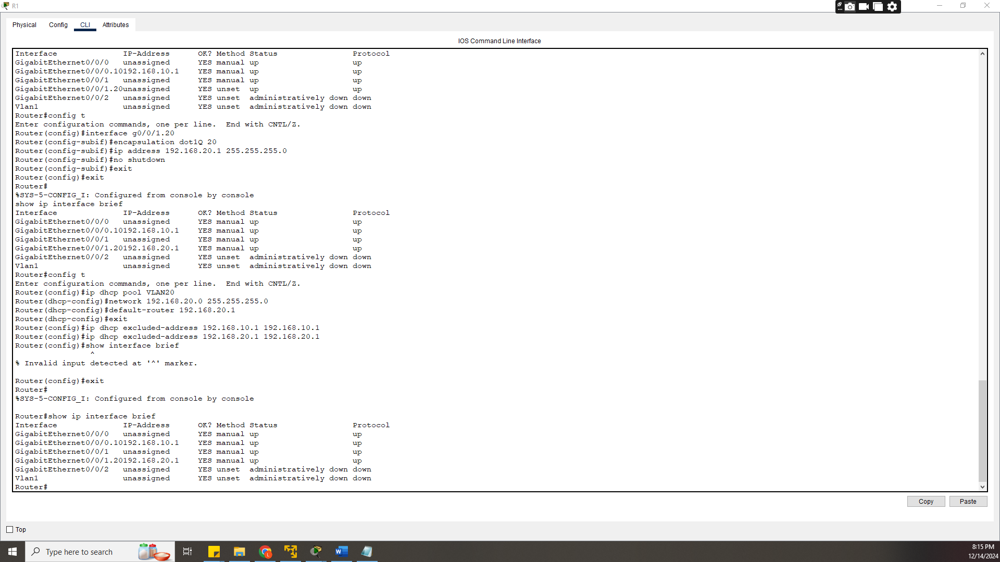 R1
Physical Config CLI Attributes
IOS Command Line Interface
Interface IP-Address OK? Method Status Protocol
GigabitEthernet0/0/0 unassigned YES manual up up
GigabitEthernet0/0/0.10192.168.10.1 YES manual up up
GigabitEthernet0/0/1 unassigned YES manual up up
GigabitEthernet0/0/1.20unassigned YES unset up up
GigabitEthernet0/0/2 unassigned YES unset administratively down down
Vlan1 unassigned YES unset administratively down down
Router#config t
Enter configuration commands, one per line. End with CNTL/Z.
Router(config)#interface g0/0/1.20
Router(config-subif)#encapsulation dot1Q 20
Router(config-subif)#ip address 192.168.20.1 255.255.255.0
Router(config-subif)#no shutdown
Router(config-subif)#exit
Router(config)#exit
Router#
%SYS-5-CONFIG_I: Configured from console by console
show ip interface brief
Interface IP-Address OK? Method Status Protocol
GigabitEthernet0/0/0 unassigned YES manual up up
GigabitEthernet0/0/0.10192.168.10.1 YES manual up up
GigabitEthernet0/0/1 unassigned YES manual up up
GigabitEthernet0/0/1.20192.168.20.1 YES manual up up
GigabitEthernet0/0/2 unassigned YES unset administratively down down
Vlan1 unassigned YES unset administratively down down
Router#config t
Enter configuration commands, one per line. End with CNTL/Z.
Router(config)#ip dhcp pool VLAN20
Router(dhcp-config)#network 192.168.20.0 255.255.255.0
Router(dhcp-config)#default-router 192.168.20.1
Router(dhcp-config)#exit
Router(config)#ip dhcp excluded-address 192.168.10.1 192.168.10.1
Router(config)#ip dhcp excluded-address 192.168.20.1 192.168.20.1
Router(config)#show interface brief
^
% Invalid input detected at '^' marker.
Router(config)#exit
Router#
%SYS-5-CONFIG_I: Configured from console by console
Router#show ip interface brief
Interface IP-Address OK? Method Status Protocol
GigabitEthernet0/0/0 unassigned YES manual up up
GigabitEthernet0/0/0.10192.168.10.1 YES manual up up
GigabitEthernet0/0/1 unassigned YES manual up up
GigabitEthernet0/0/1.20192.168.20.1 YES manual up up
GigabitEthernet0/0/2 unassigned YES unset administratively down down
Vlan1 unassigned YES unset administratively down down
Router#
Copy Paste
Top
Type here to search
8:15 PM
12/14/2024